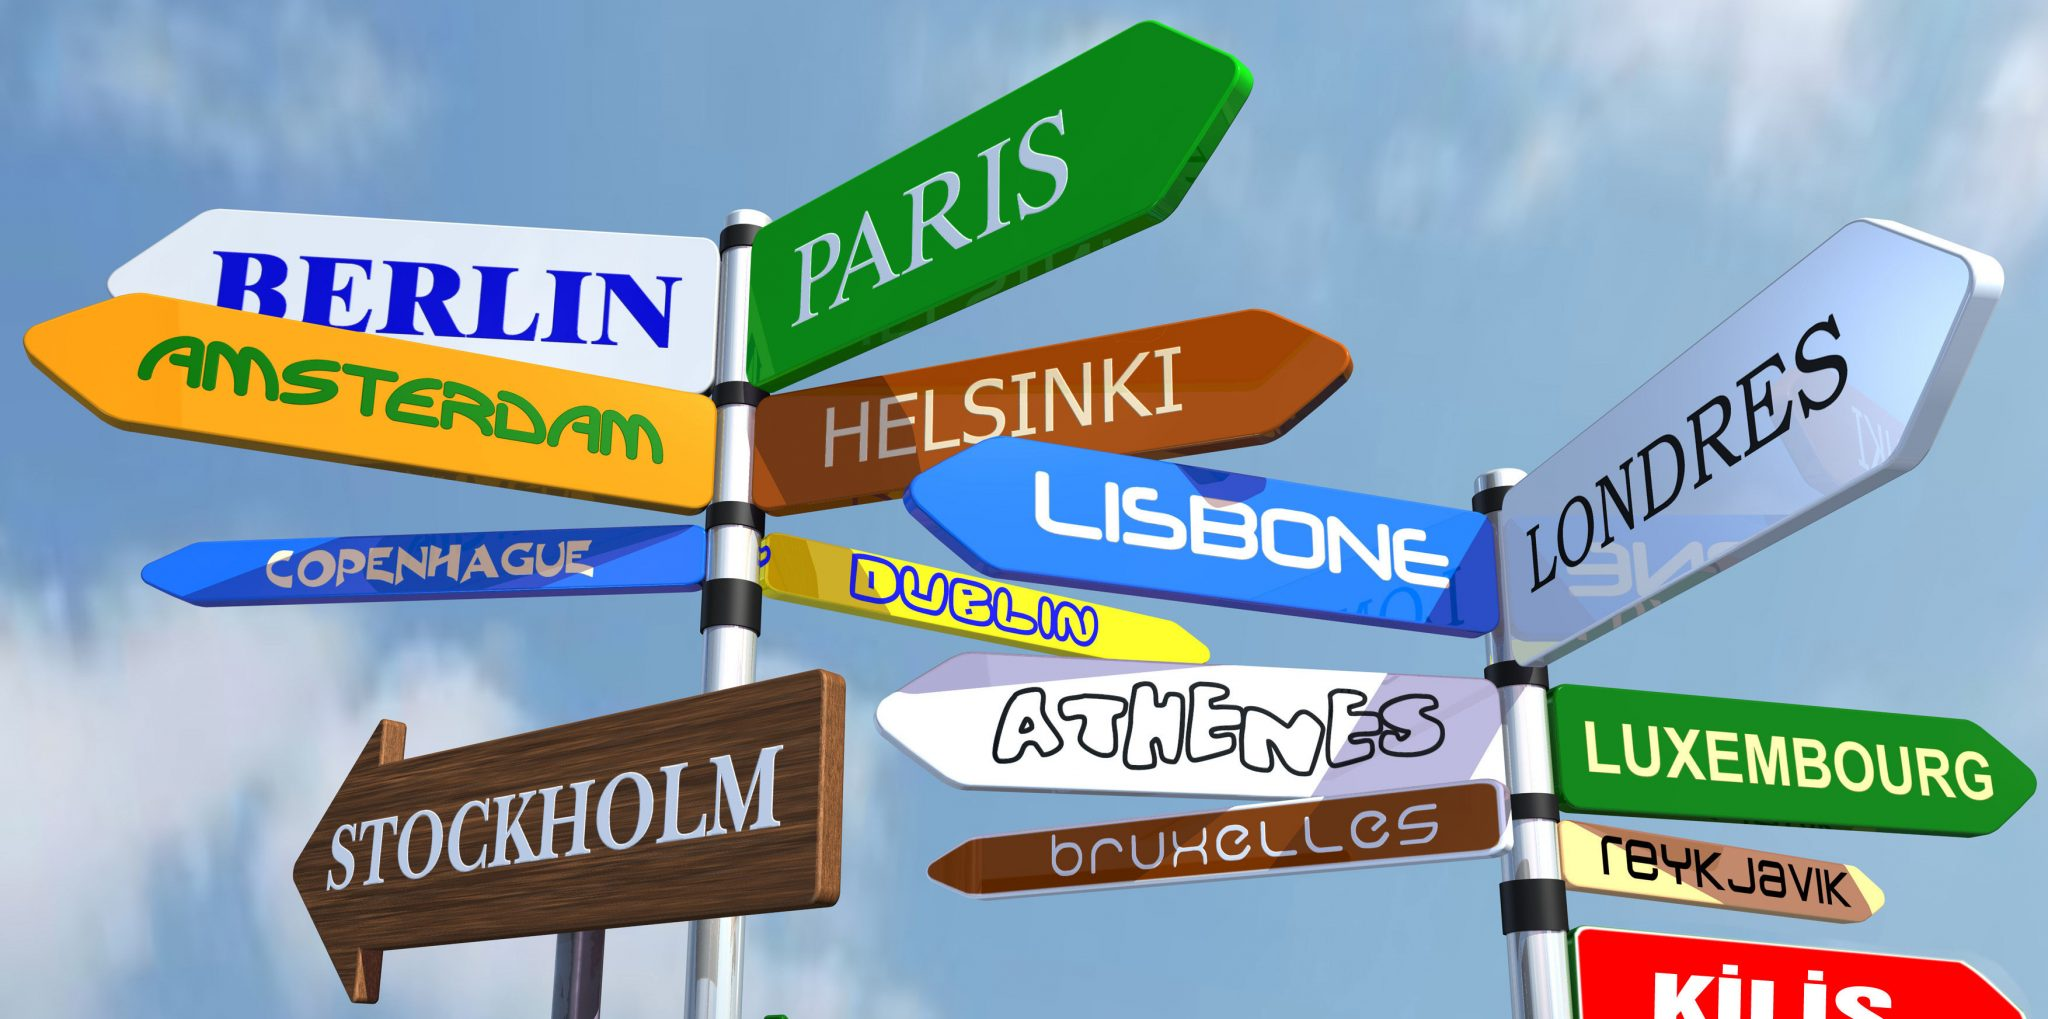 PARIS
BERLIN
AMSTERDAM
HELSINKI
LONDRES
LISBONE
COPENHAGUE
DUBLIN
ATHENES
LUXEMBOURG
STOCKHOLM
bruxelles
reykjavik
KİLİS